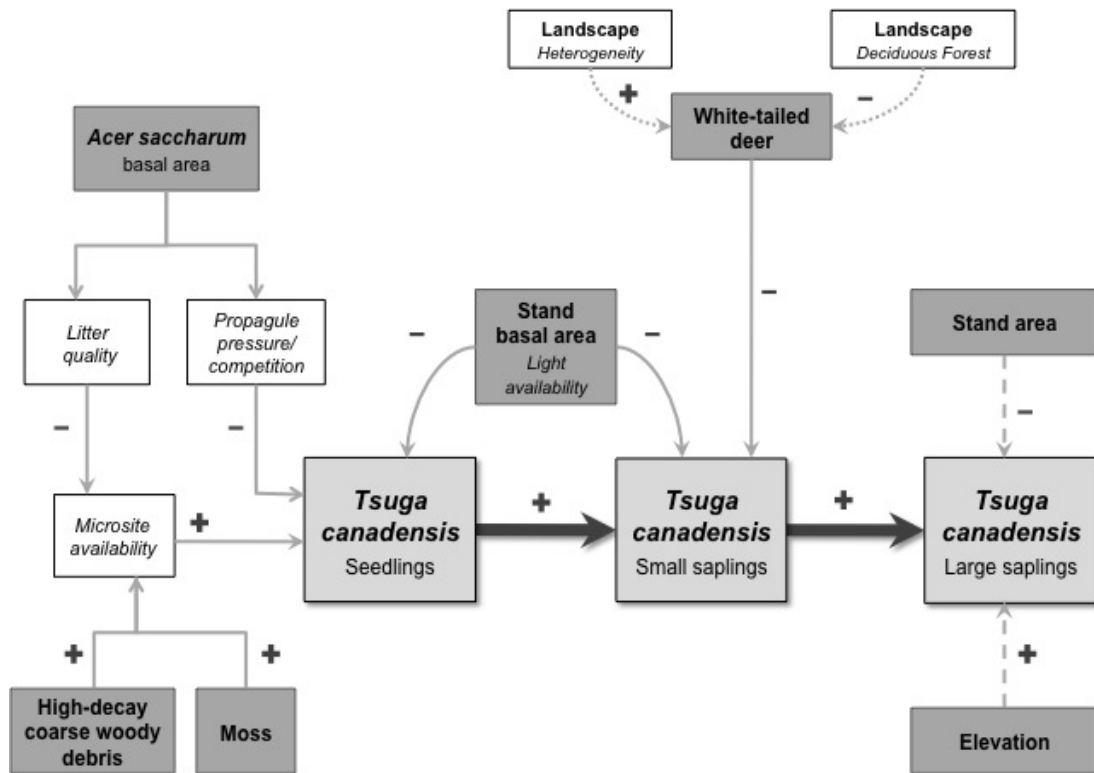 Landscape
Heterogeneity
Landscape
Deciduous Forest
+
−
White-tailed
deer
Acer saccharum
basal area
Litter
quality
Propagule
pressure/
competition
−
Stand
basal area
Light
availability
−
−
Stand area
−
−
−
Microsite
availability
+
Tsuga
canadensis
Seedlings
+
Tsuga
canadensis
Small saplings
+
Tsuga
canadensis
Large saplings
−
+
+
+
High-decay
coarse woody
debris
Moss
Elevation